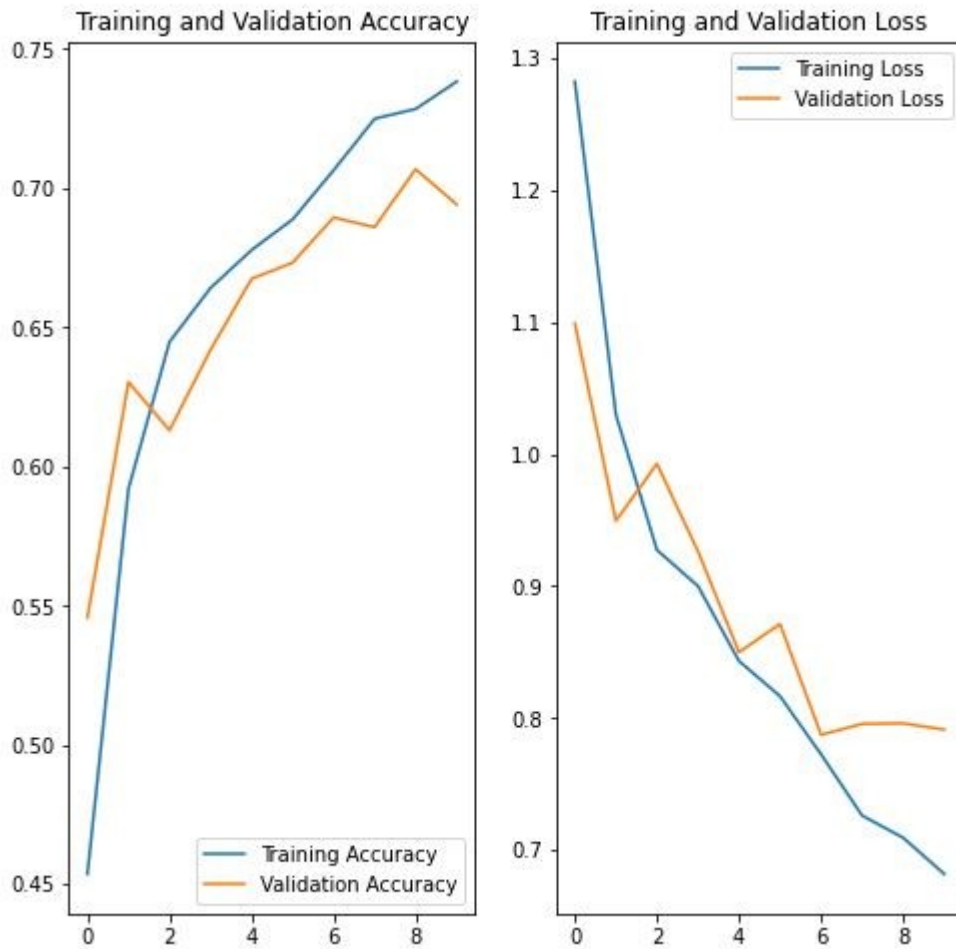 Training and Validation Accuracy
0.75
0.70
0.65
0.60
0.55
0.50
0.45
Training Accuracy
Validation Accuracy
0 2 4 6 8
Training and Validation Loss
1.3
1.2
1.1
1.0
0.9
0.8
0.7
Training Loss
Validation Loss
0 2 4 6 8